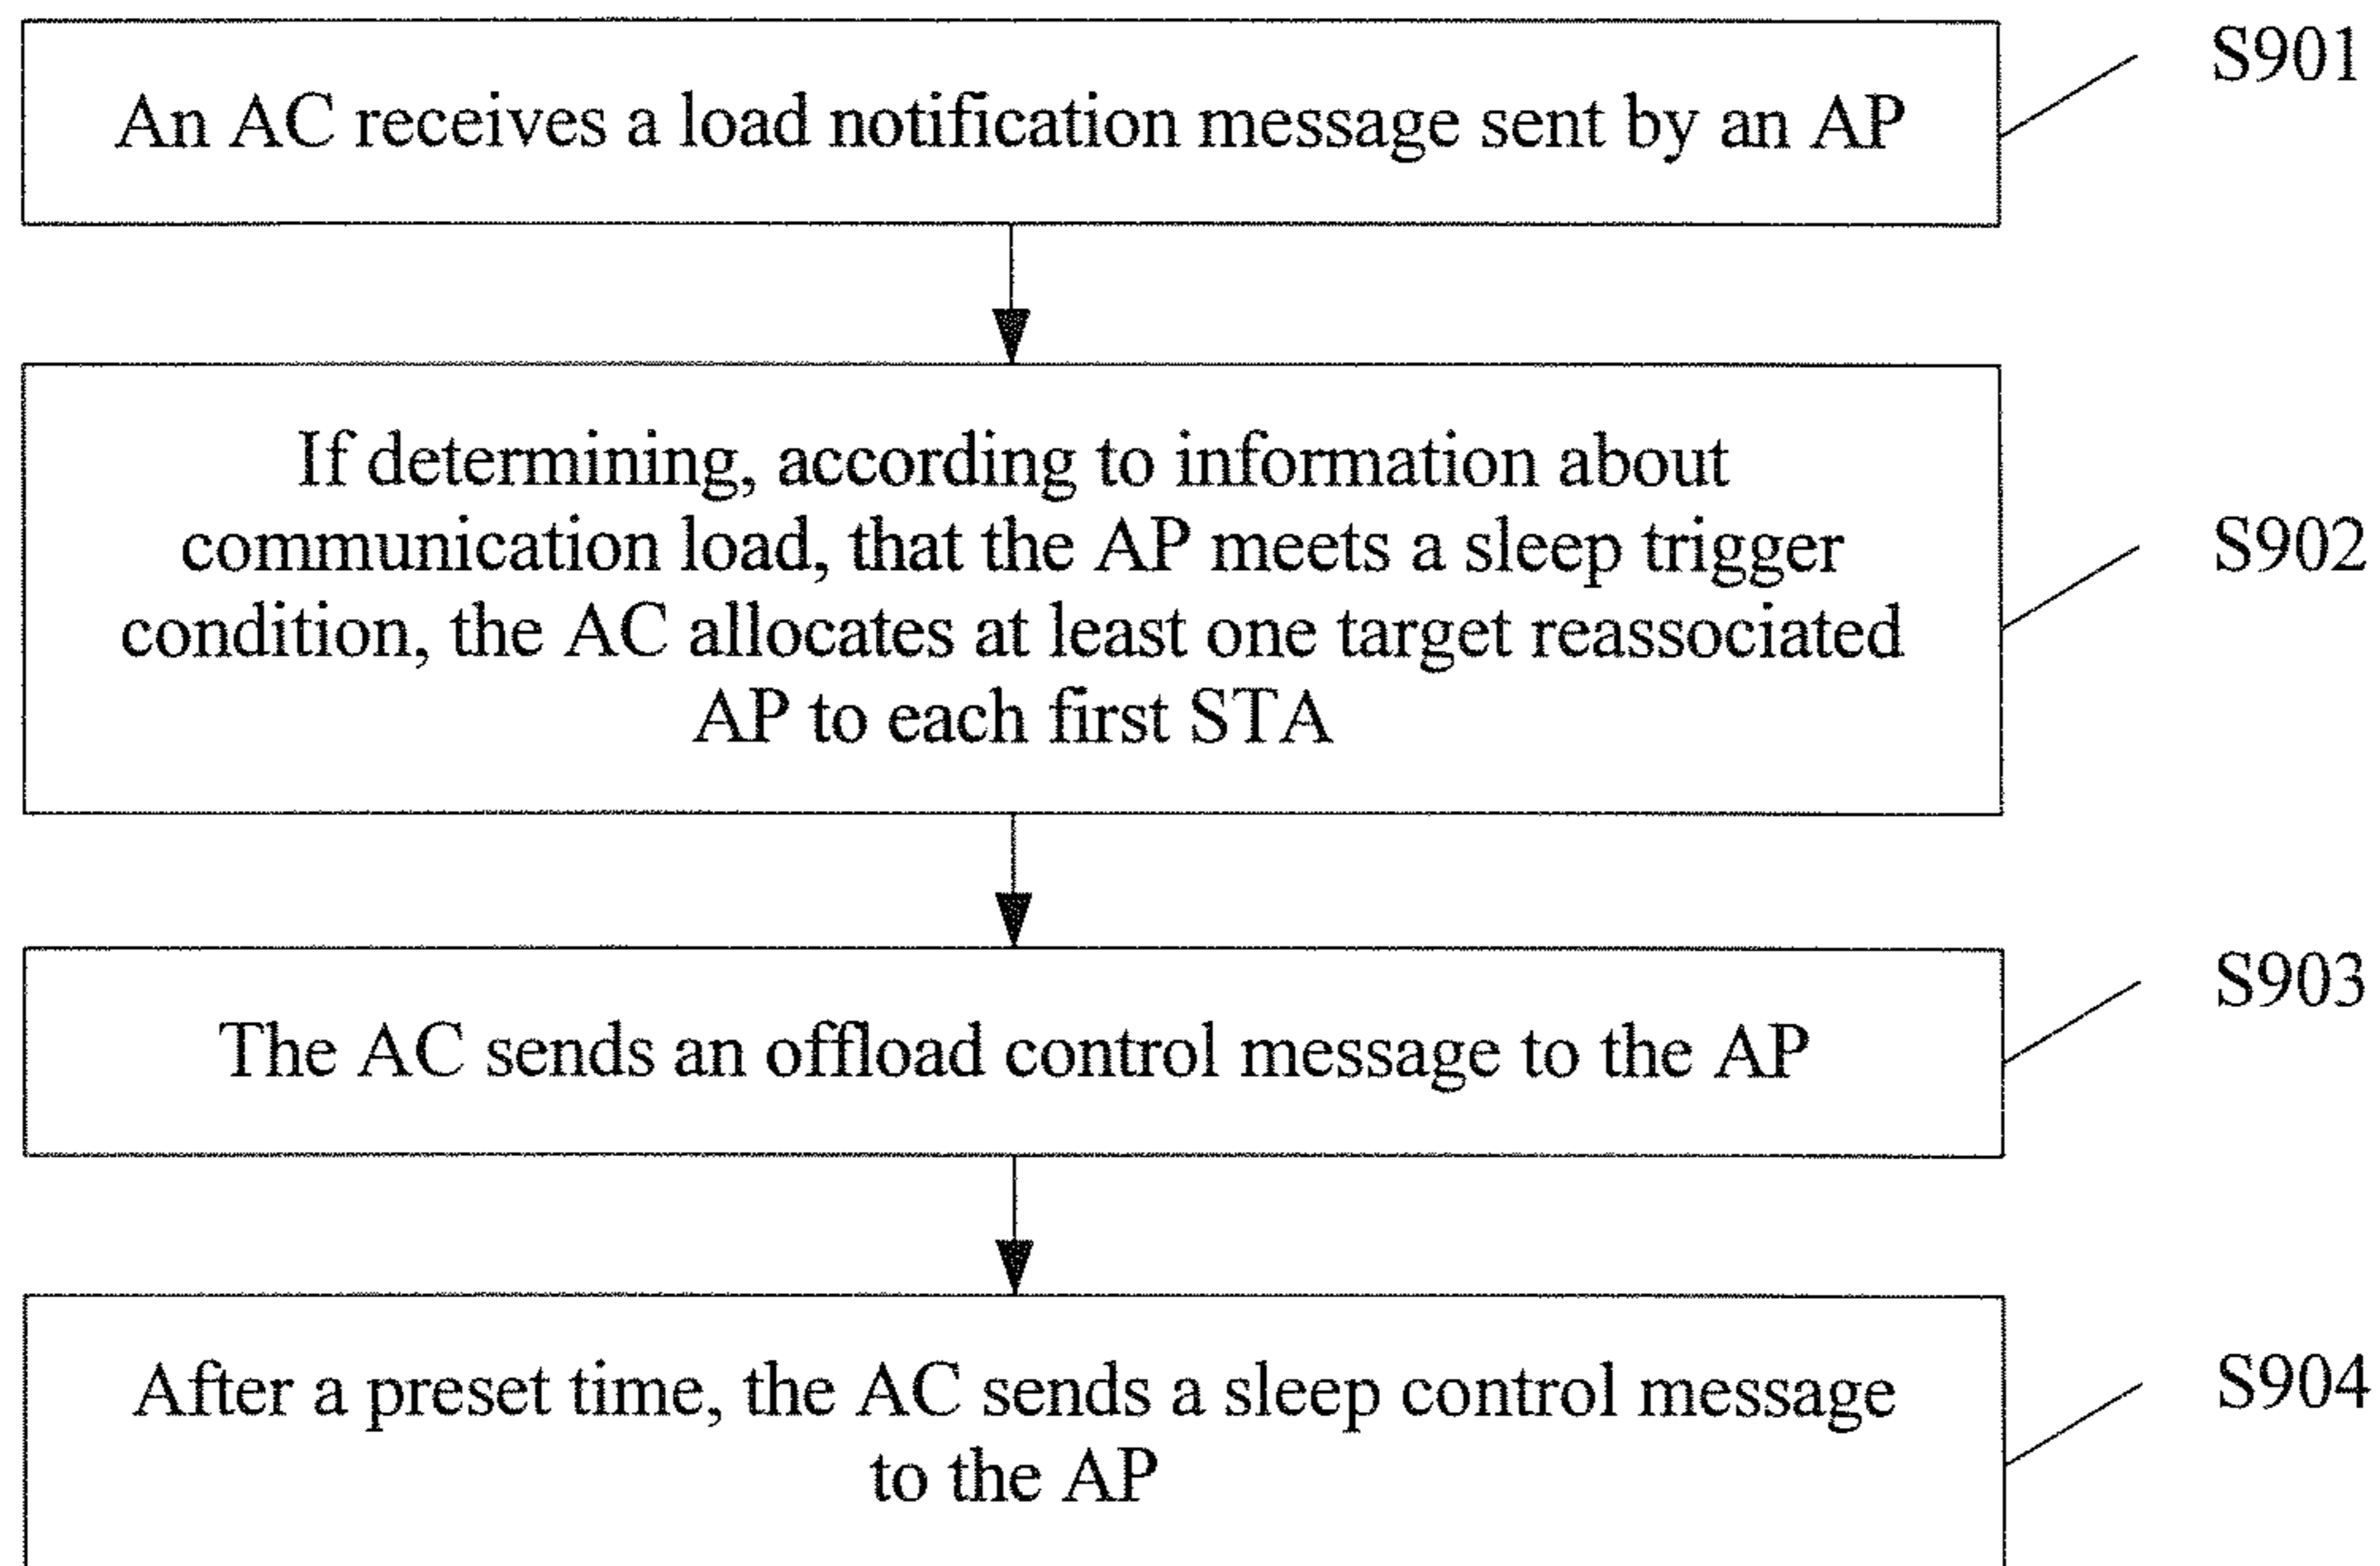 An AC receives a load notification message sent by an AP
S901
If determining, according to information about
communication load, that the AP meets a sleep trigger
condition, the AC allocates at least one target reassociated
AP to each first STA
S902
The AC sends an offload control message to the AP
S903
After a preset time, the AC sends a sleep control message
to the AP
S904